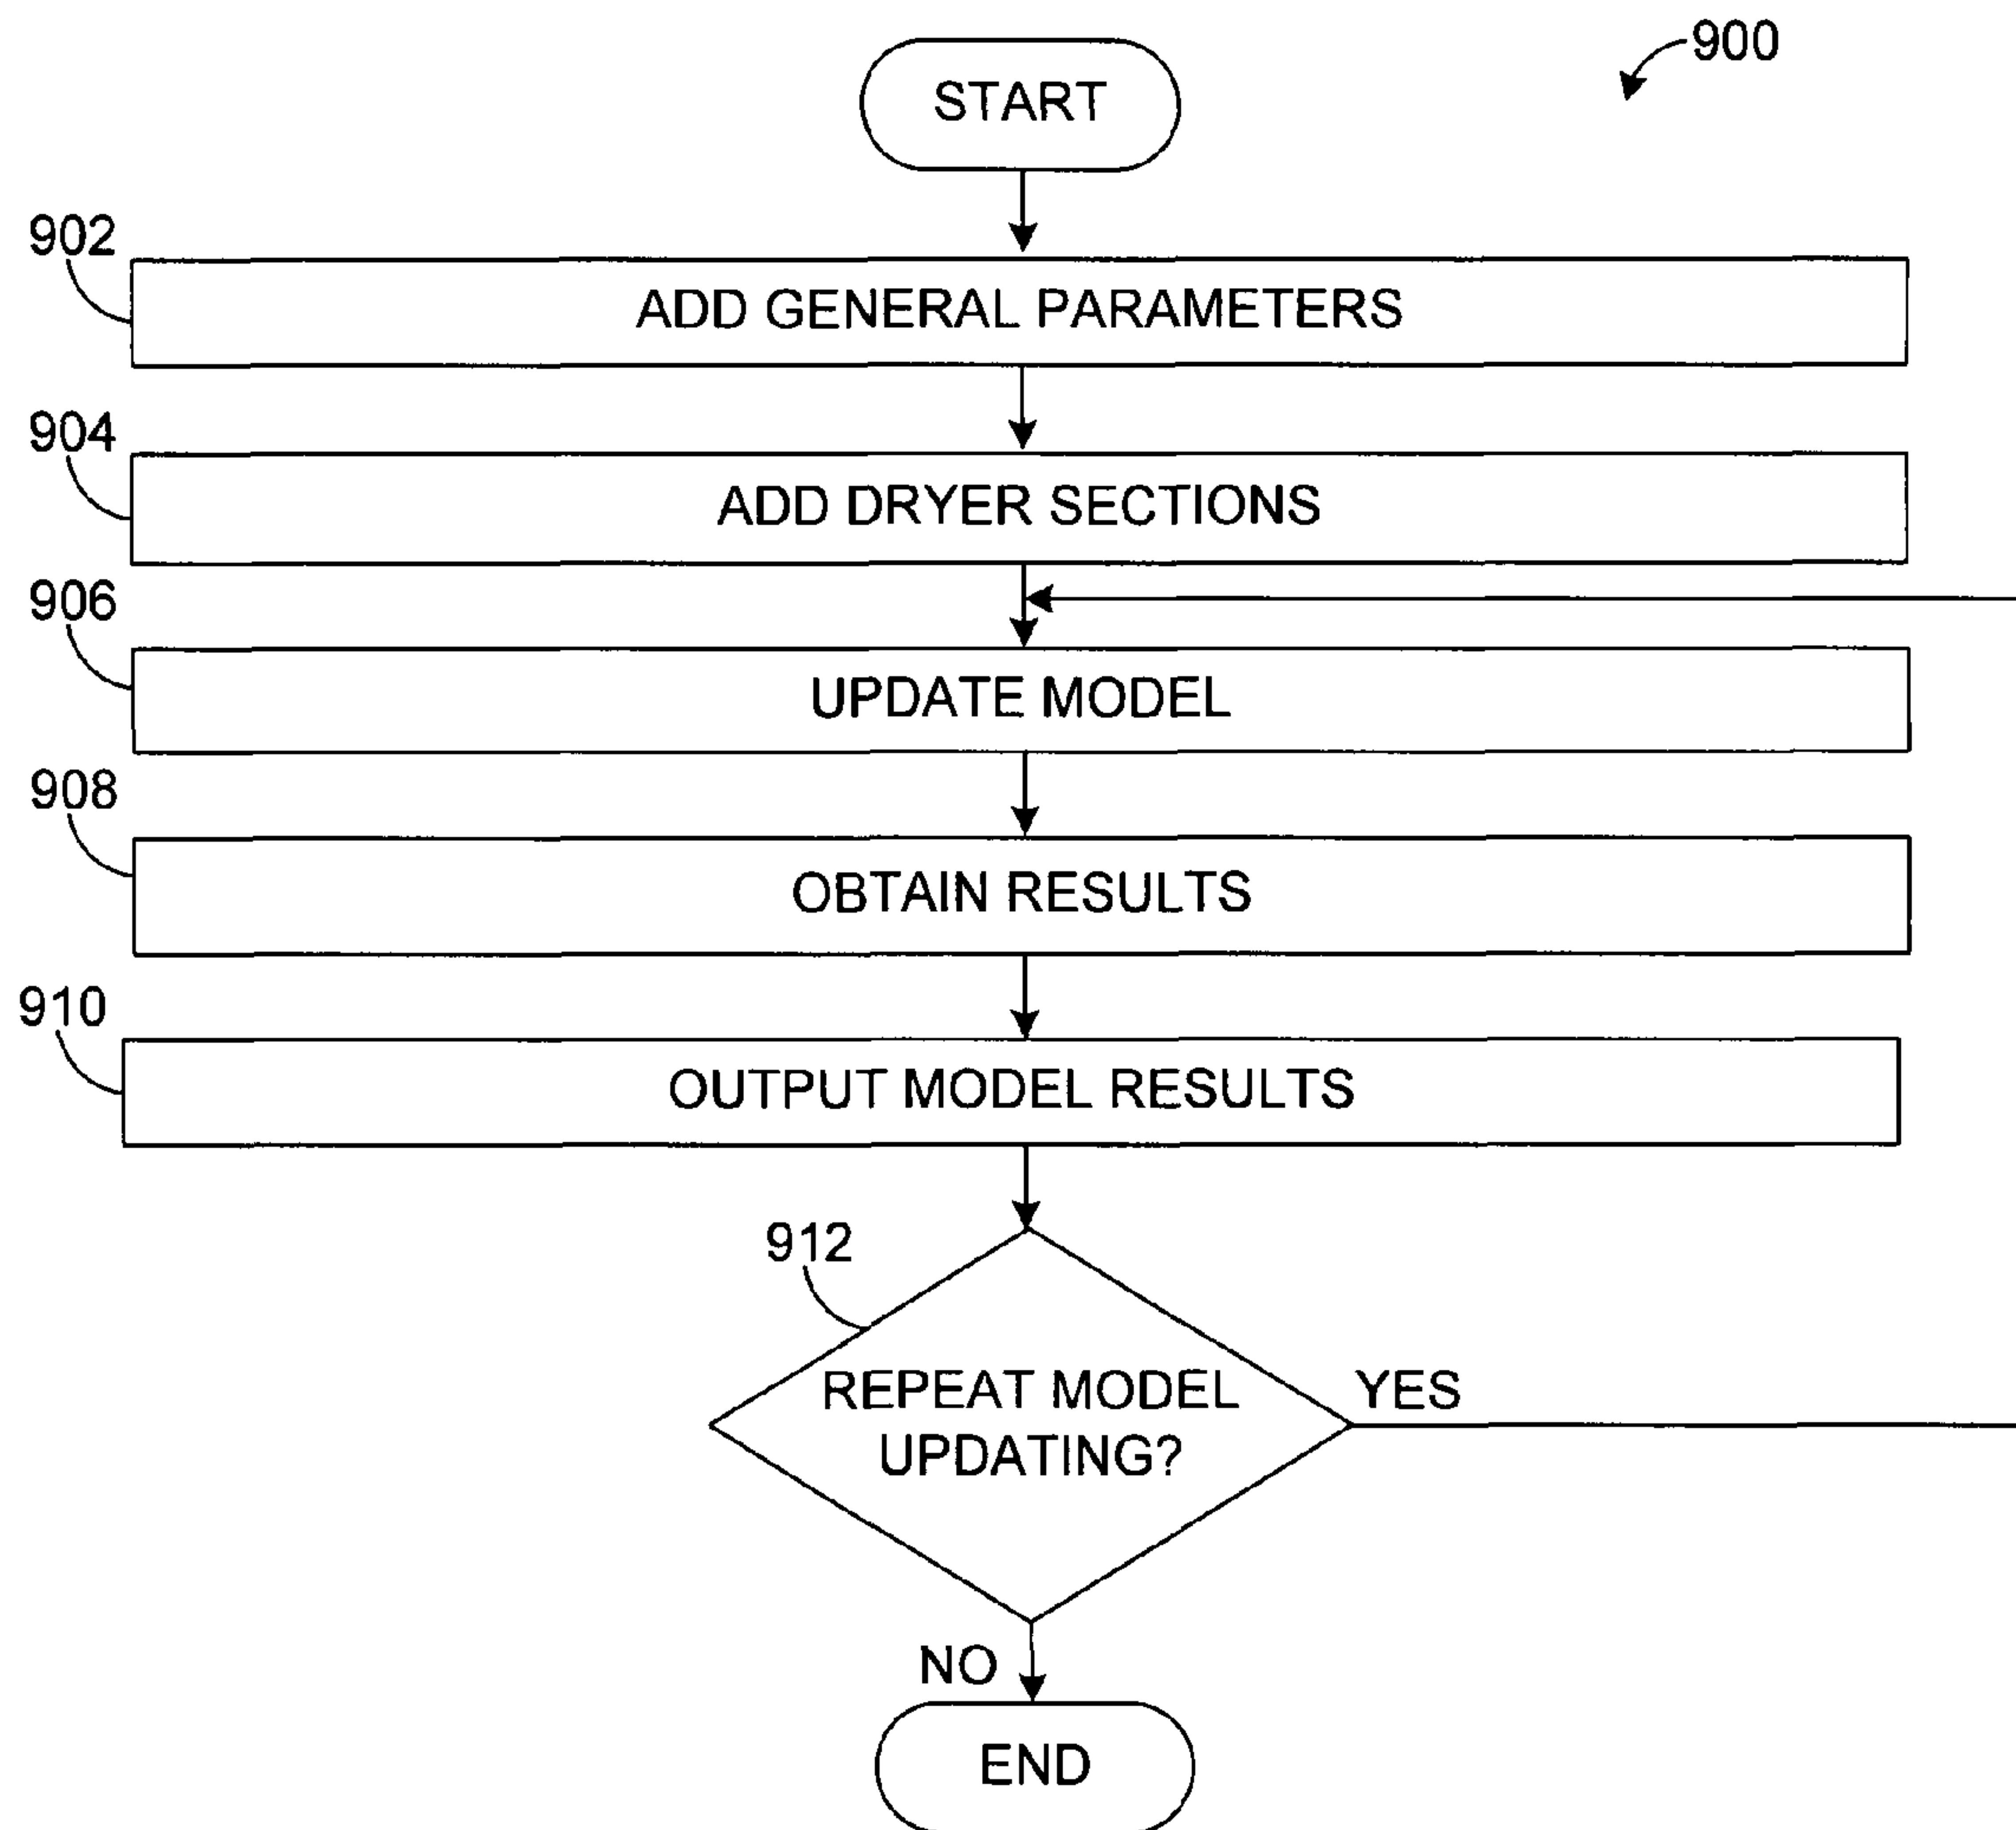 START
900
902
ADD GENERAL PARAMETERS
904
ADD DRYER SECTIONS
906
UPDATE MODEL
908
OBTAIN RESULTS
910
OUTPUT MODEL RESULTS
912
REPEAT MODEL
UPDATING?
YES
NO
END